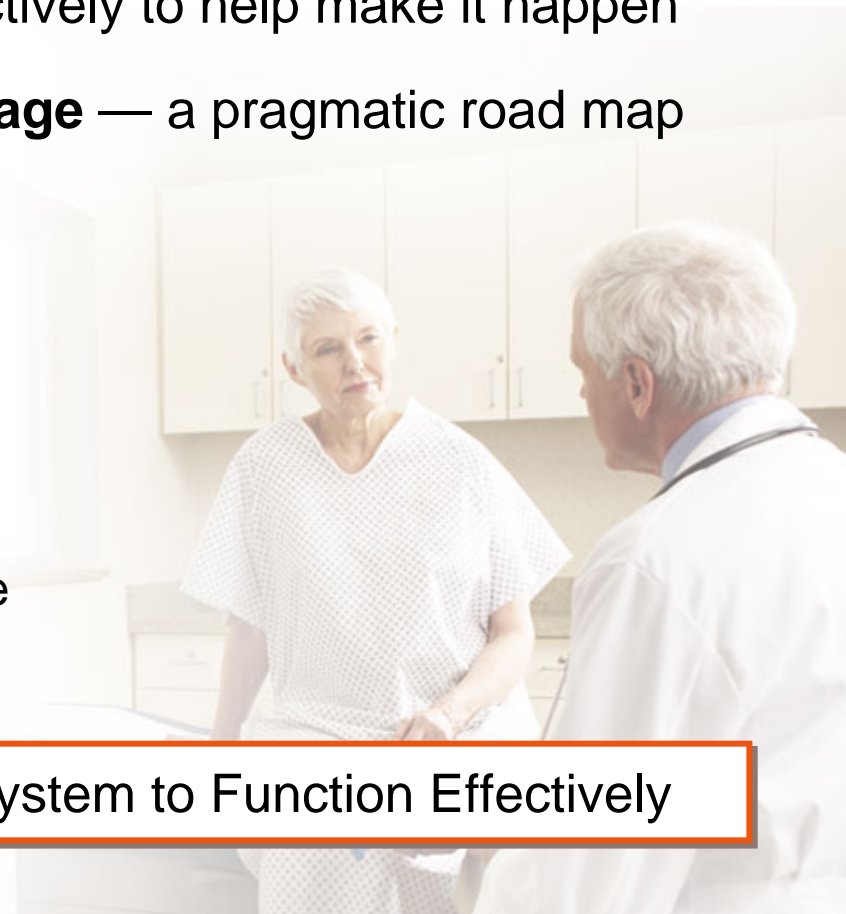 ctively to help make it happen
age — a pragmatic road map
e
ystem to Function Effectively